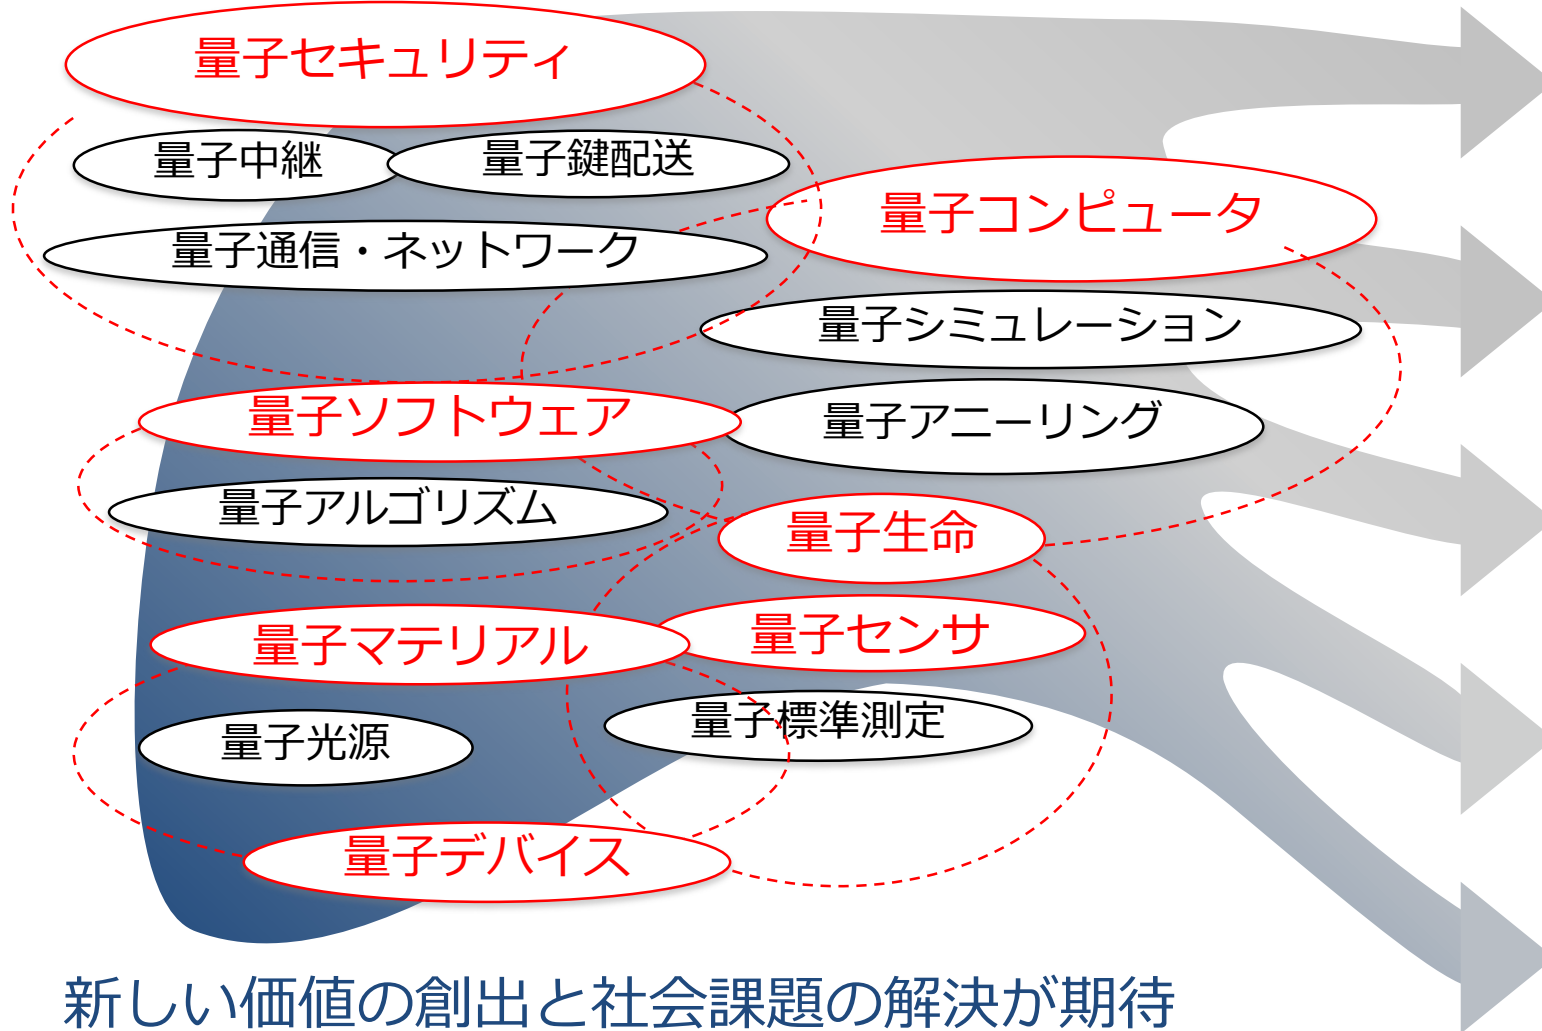 量子セキュリティ
量子中継
量子鍵配送
量子通信・ネットワーク
量子コンピュータ
量子シミュレーション
量子ソフトウェア
量子アニーリング
量子アルゴリズム
量子生命
量子マテリアル
量子センサ
量子光源
量子標準測定
量子デバイス
新しい価値の創出と社会課題の解決が期待